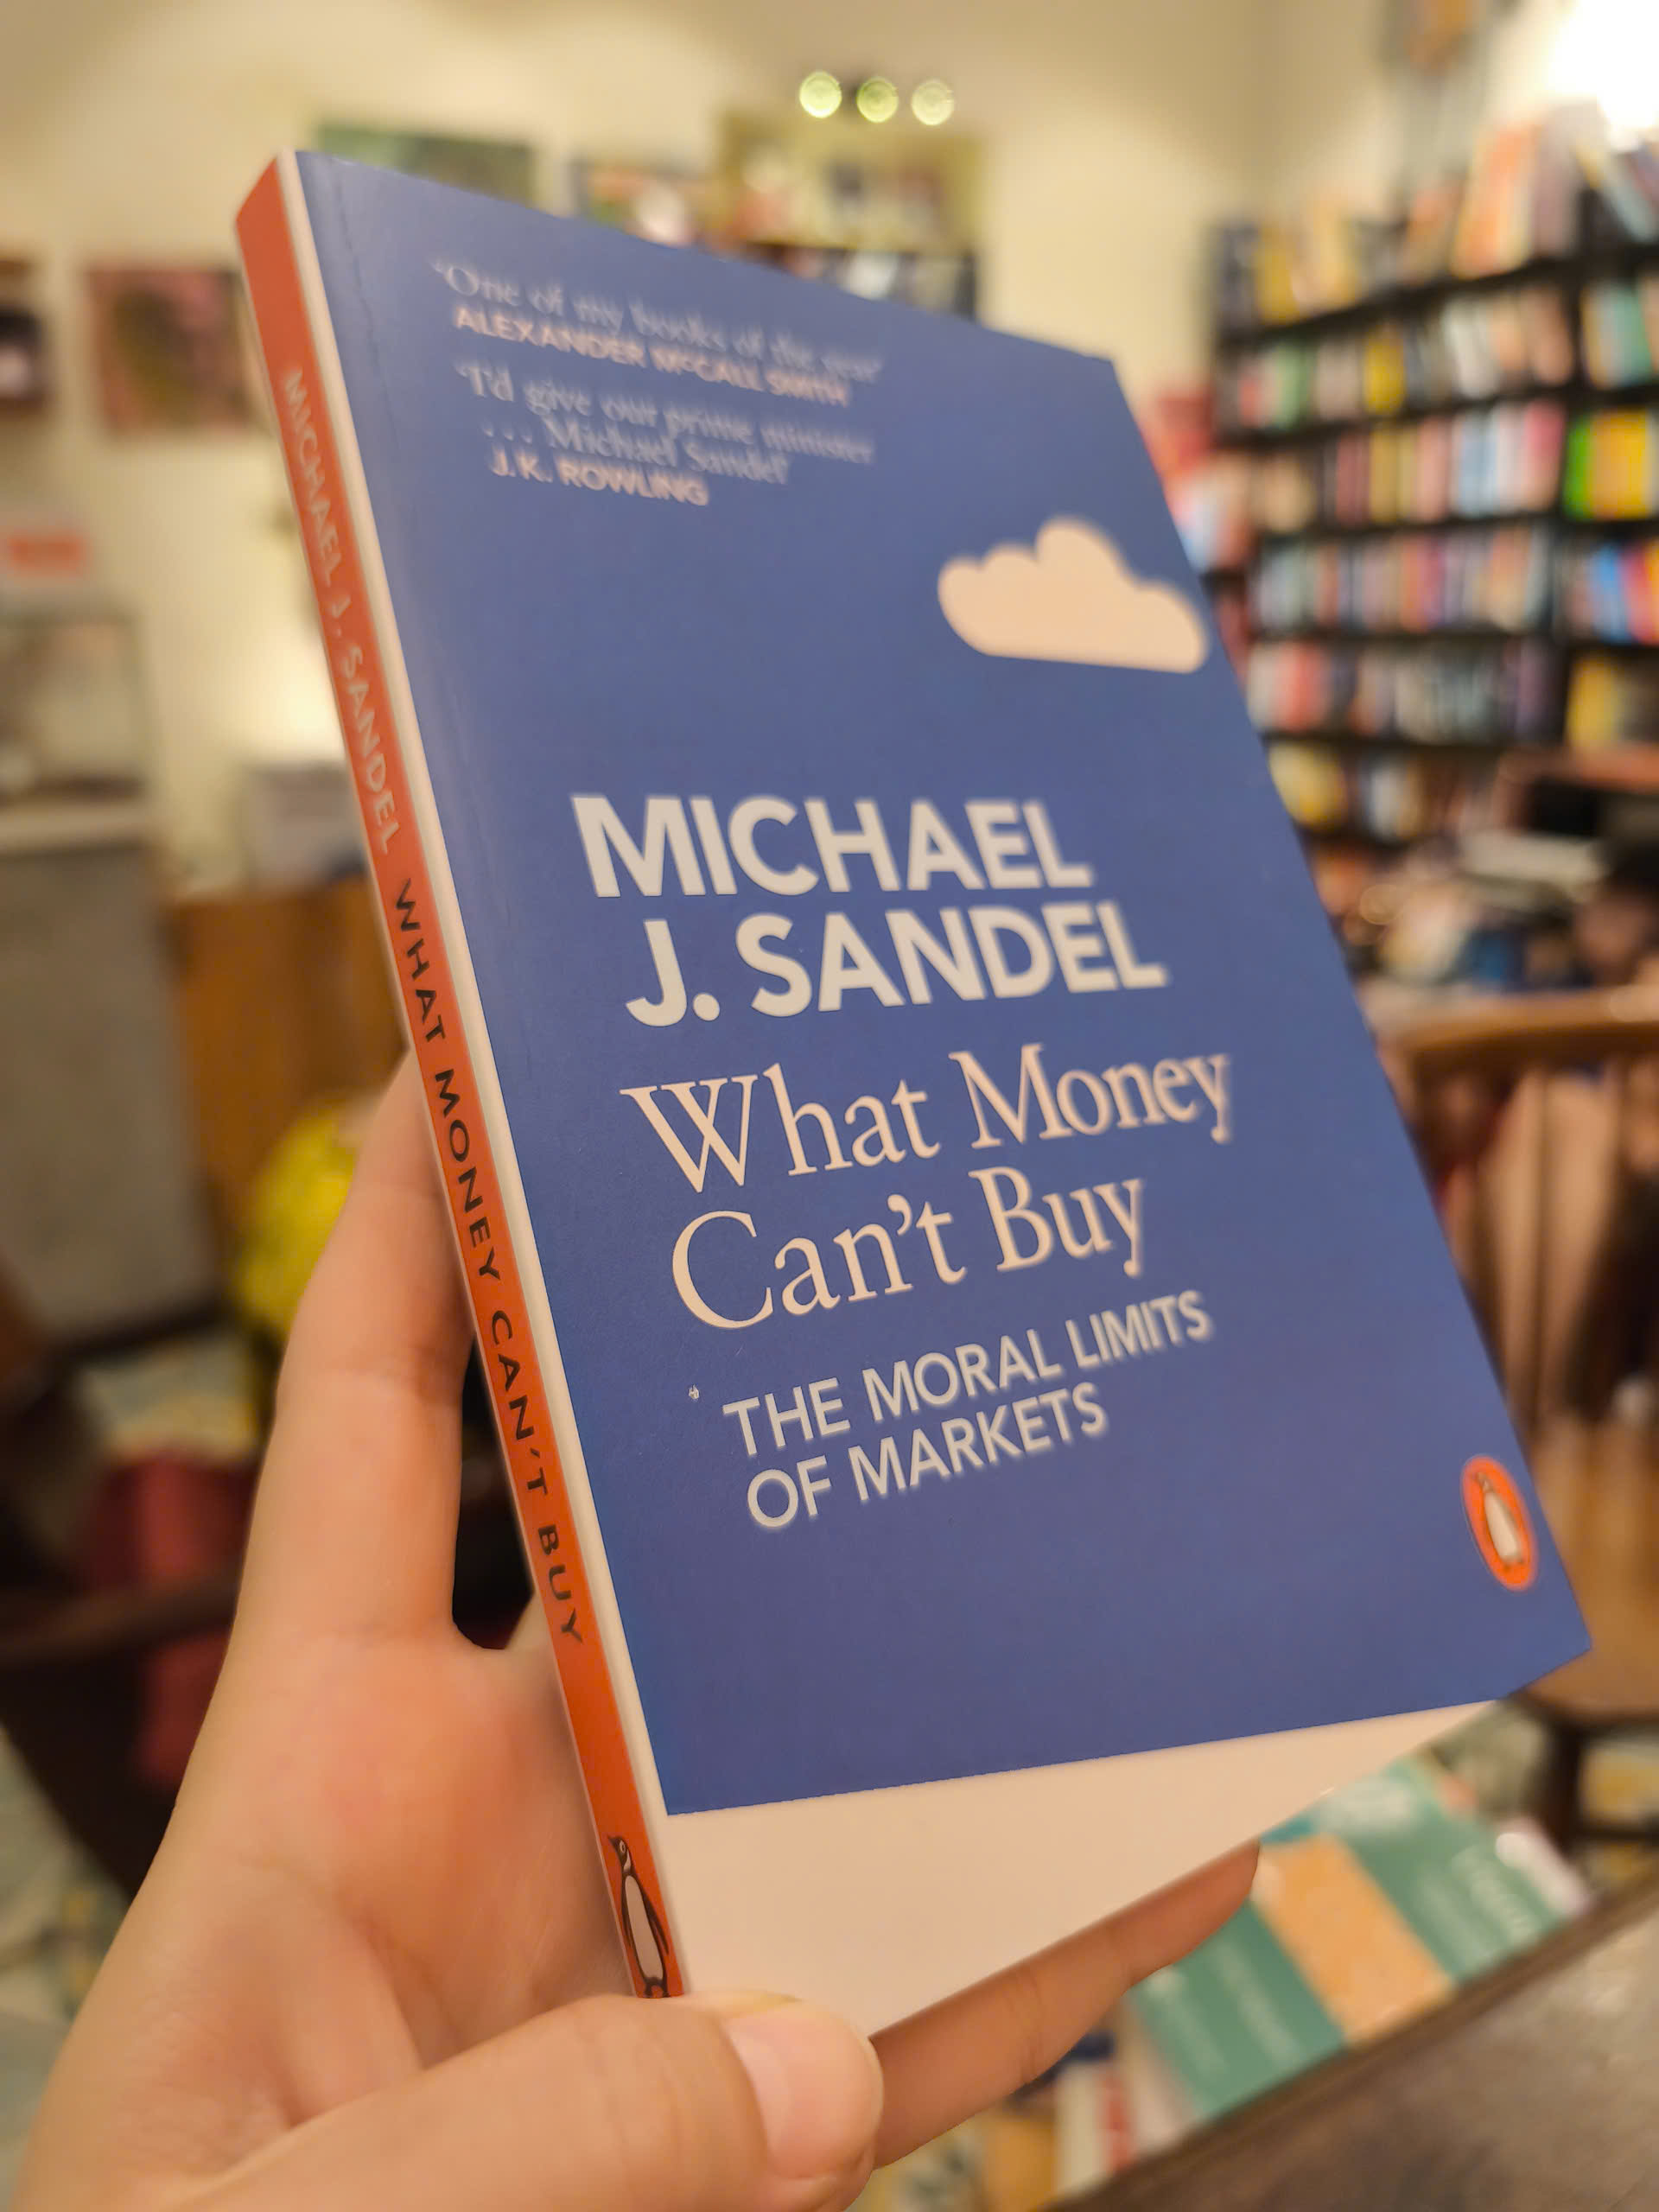 'One of my books of the year'
ALEXANDER McCALL SMITH
'I'd give our prime minister
... Michael Sandel'
J.K. ROWLING
MICHAEL
J. SANDEL
What Money
Can't Buy
THE MORAL LIMITS
OF MARKETS
MICHAEL J. SANDEL WHAT MONEY CAN'T BUY